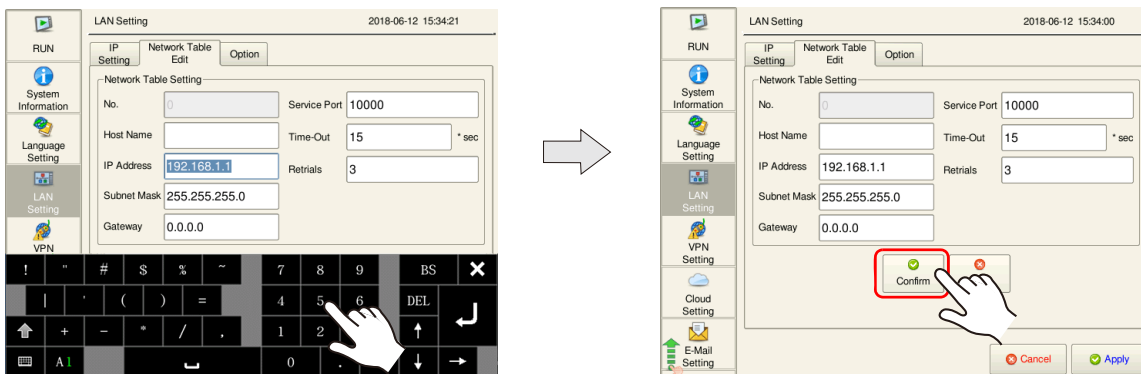 LAN Setting 2018-06-12 15:34:21
RUN
System
Information
Language
Setting
LAN
Setting
VPN
IP
Setting
Network Table
Edit
Option
Network Table Setting
No. 0 Service Port 10000
Host Name Time-Out 15 * sec
IP Address 192.168.1.1 Retrials 3
Subnet Mask 255.255.255.0
Gateway 0.0.0.0
! " # $ % ~ 7 8 9 BS ×
| ' ( ) = 4 5 6 DEL
+ - * / , 1 2
A1 0 .
LAN Setting 2018-06-12 15:34:00
RUN
System
Information
Language
Setting
LAN
Setting
VPN
Setting
Cloud
Setting
E-Mail
Setting
IP
Setting
Network Table
Edit
Option
Network Table Setting
No. 0 Service Port 10000
Host Name Time-Out 15 * sec
IP Address 192.168.1.1 Retrials 3
Subnet Mask 255.255.255.0
Gateway 0.0.0.0
Confirm
Cancel Apply